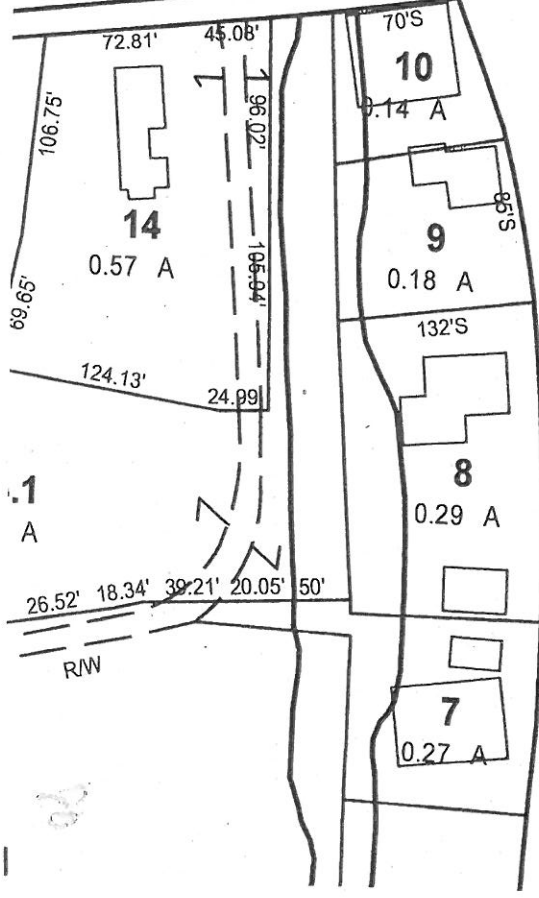 72.81'
45.08'
70'S
10
0.14 A
106.75'
96.02'
14
0.57 A
105.94'
9
85'S
0.18 A
69.65'
132'S
124.13'
24.99
8
0.29 A
.1
A
26.52'
18.34'
39.21'
20.05'
50'
R/W
7
0.27 A